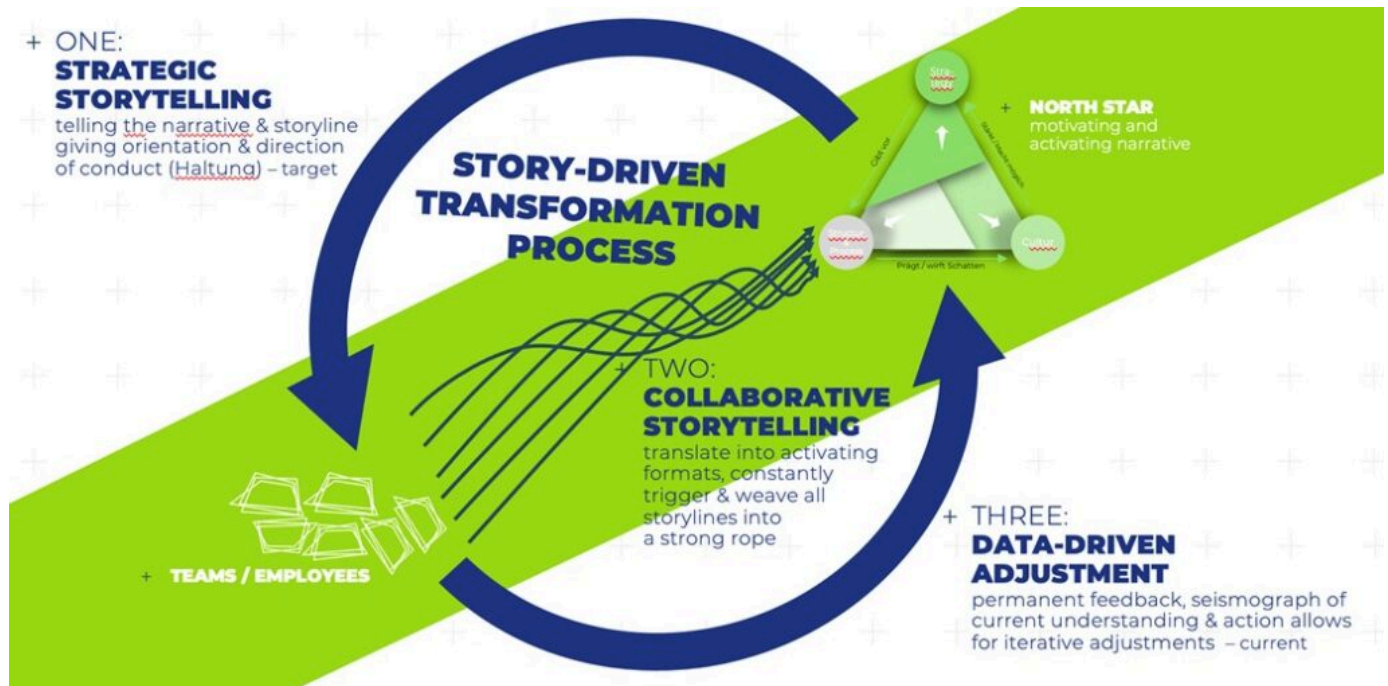 + ONE:
STRATEGIC
STORYTELLING
telling the narrative & storyline
giving orientation & direction
of conduct (Haltung) – target
STORY-DRIVEN
TRANSFORMATION
PROCESS
Gibt vor
Cultur
Prägt / wirft Schatten
+ NORTH STAR
motivating and
activating narrative
+ TWO:
COLLABORATIVE
STORYTELLING
translate into activating
formats, constantly
trigger & weave all
storylines into
a strong rope
+ TEAMS / EMPLOYEES
+ THREE:
DATA-DRIVEN
ADJUSTMENT
permanent feedback, seismograph of
current understanding & action allows
for iterative adjustments – current